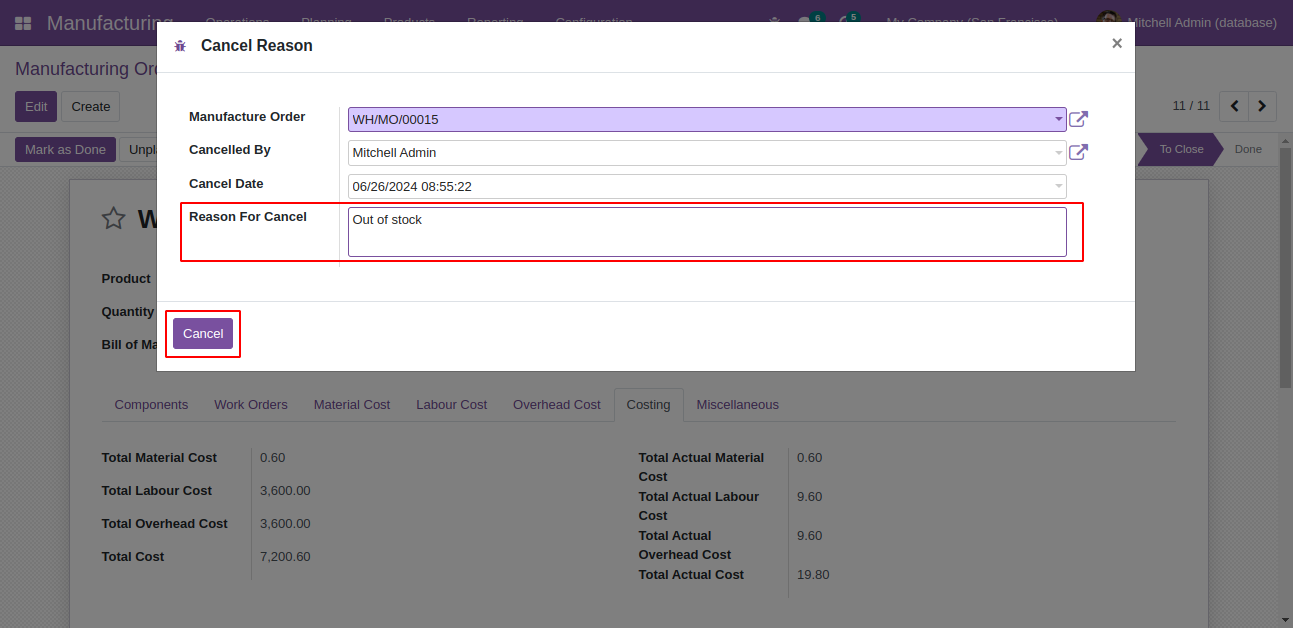 Manufacturing Operations Planning Products Reporting Configuration 6 5 My Company (San Francisco) Mitchell Admin (database)
Cancel Reason ×
Manufacturing Or
Edit Create 11 / 11
Mark as Done Unpl To Close Done
Manufacture Order WH/MO/00015
Cancelled By Mitchell Admin
Cancel Date 06/26/2024 08:55:22
Reason For Cancel Out of stock
W
Product
Quantity
Bill of Ma
Cancel
Components Work Orders Material Cost Labour Cost Overhead Cost Costing Miscellaneous
Total Material Cost 0.60
Total Labour Cost 3,600.00
Total Overhead Cost 3,600.00
Total Cost 7,200.60
Total Actual Material 0.60
Cost
Total Actual Labour 9.60
Cost
Total Actual 9.60
Overhead Cost
Total Actual Cost 19.80